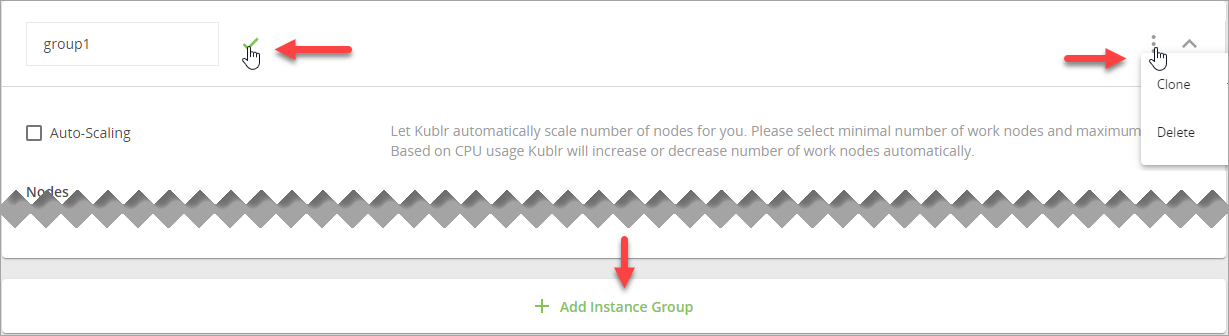 group1
Clone
Auto-Scaling
Let Kublr automatically scale number of nodes for you. Please select minimal number of work nodes and maximum
Delete
Based on CPU usage Kublr will increase or decrease number of work nodes automatically.
Nodes
+ Add Instance Group